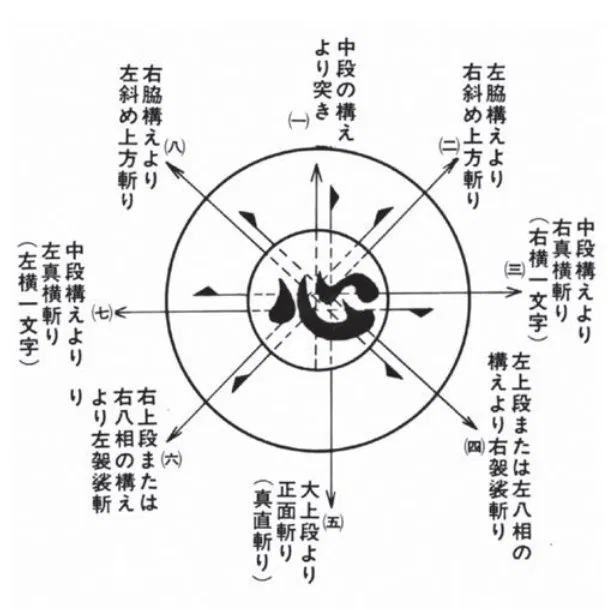 中段の構え
より突き
㈠
左脇構えより
右斜め上方斬り
㈡
中段構えより
右真横斬り
(右横一文字)
㈢
左上段または左八相の
構えより右袈裟斬り
㈣
大上段より
正面斬り
(真直斬り)
㈤
右上段または
右八相の構え
より左袈裟斬
り
㈥
中段構えより
左真横斬り
(左横一文字)
㈦
右脇構えより
左斜め上方斬り
㈧
心